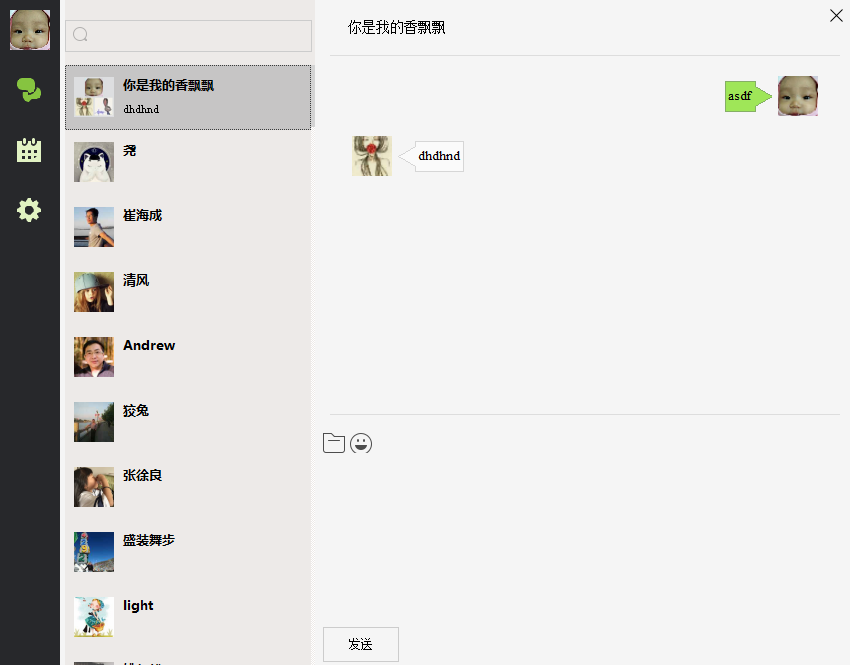 你是我的香飘飘
dhdhnd
尧
崔海成
清风
Andrew
狡兔
张徐良
盛装舞步
light
你是我的香飘飘
asdf
dhdhnd
发送